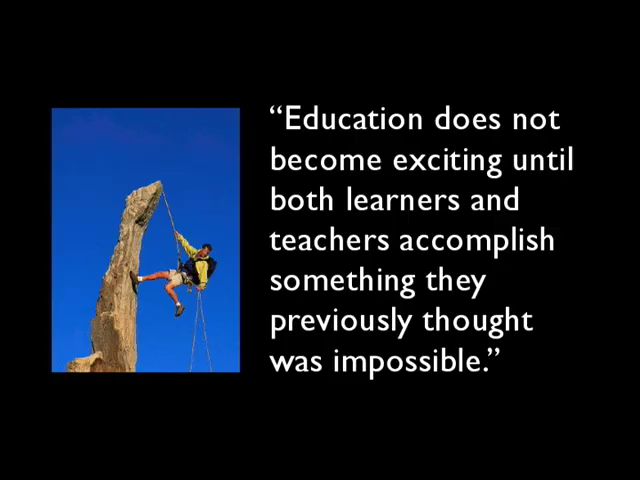 “Education does not
become exciting until
both learners and
teachers accomplish
something they
previously thought
was impossible.”